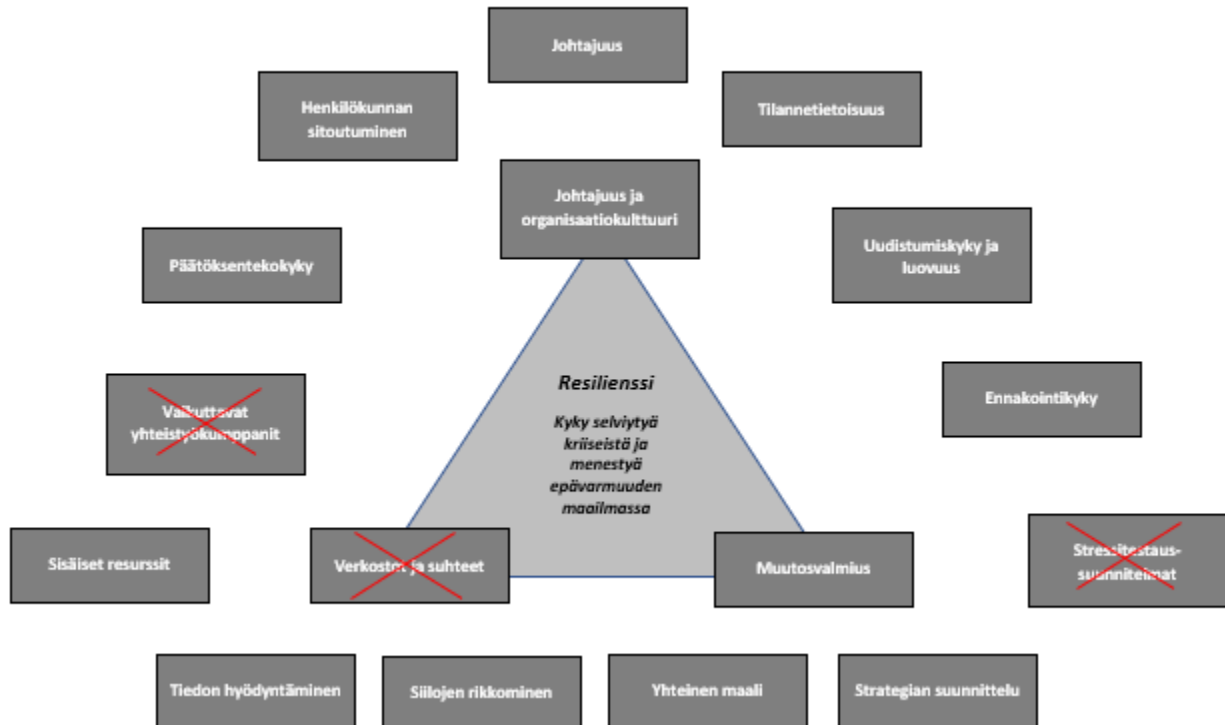 Johtajuus
Henkilökunnan
sitoutuminen
Tilannetietoisuus
Johtajuus ja
organisaatiokulttuuri
Päätöksentekokyky
Uudistumiskyky ja
luovuus
Resilienssi
Kyky selviytyä
kriiseistä ja
menestyä
epävarmuuden
maailmassa
Vaikuttavat
yhteistyökumppanit
Ennakointikyky
Sisäiset resurssit
Verkostot ja suhteet
Muutosvalmius
Stressitestaus-
suunnitelmat
Tiedon hyödyntäminen
Siilojen rikkominen
Yhteinen maali
Strategian suunnittelu